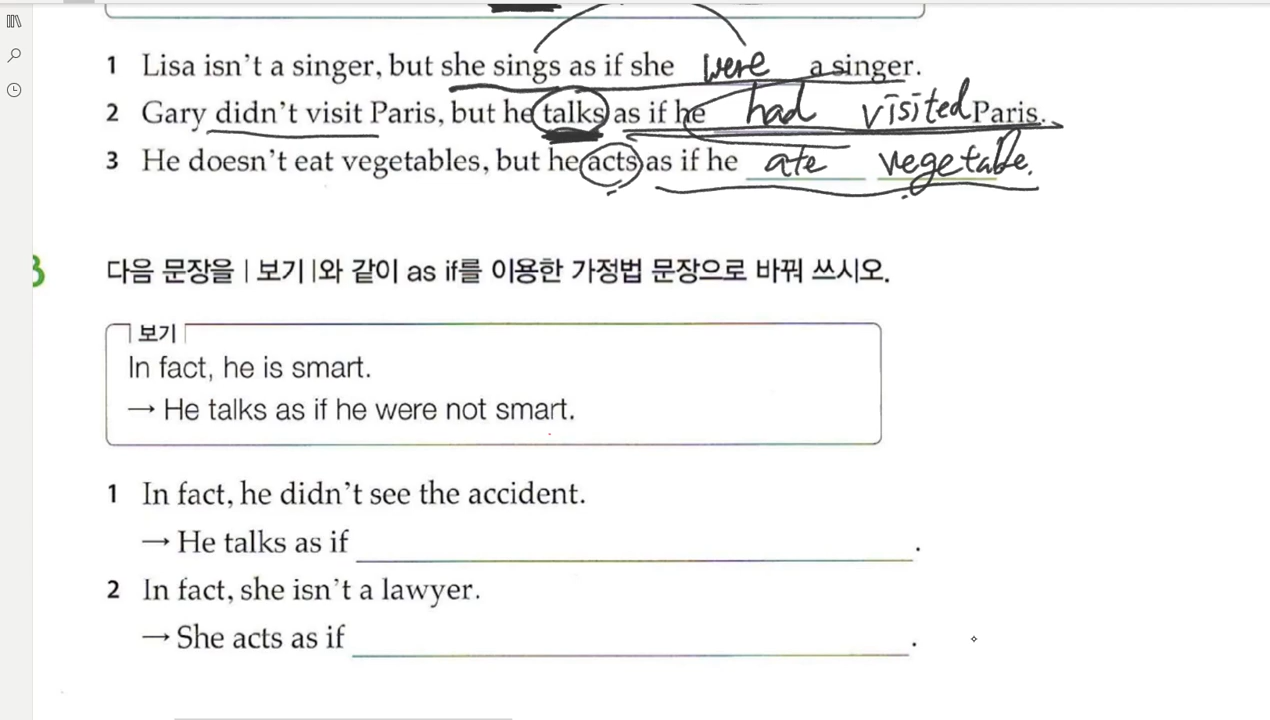 1 Lisa isn't a singer, but she sings as if she were a singer.
2 Gary didn't visit Paris, but he talks as if he had visited Paris.
3 He doesn't eat vegetables, but he acts as if he ate vegetable.
B 다음 문장을 | 보기 |와 같이 as if를 이용한 가정법 문장으로 바꿔 쓰시오.
보기
In fact, he is smart.
→ He talks as if he were not smart.
1 In fact, he didn't see the accident.
→ He talks as if ______.
2 In fact, she isn't a lawyer.
→ She acts as if ______.